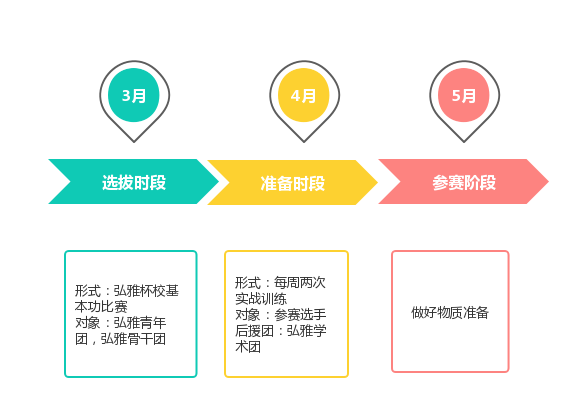 3月
4月
5月
选拔时段
准备时段
参赛阶段
形式：弘雅杯校基
本功比赛
对象：弘雅青年
团，弘雅骨干团
形式：每周两次
实战训练
对象：参赛选手
后援团：弘雅学
术团
做好物质准备